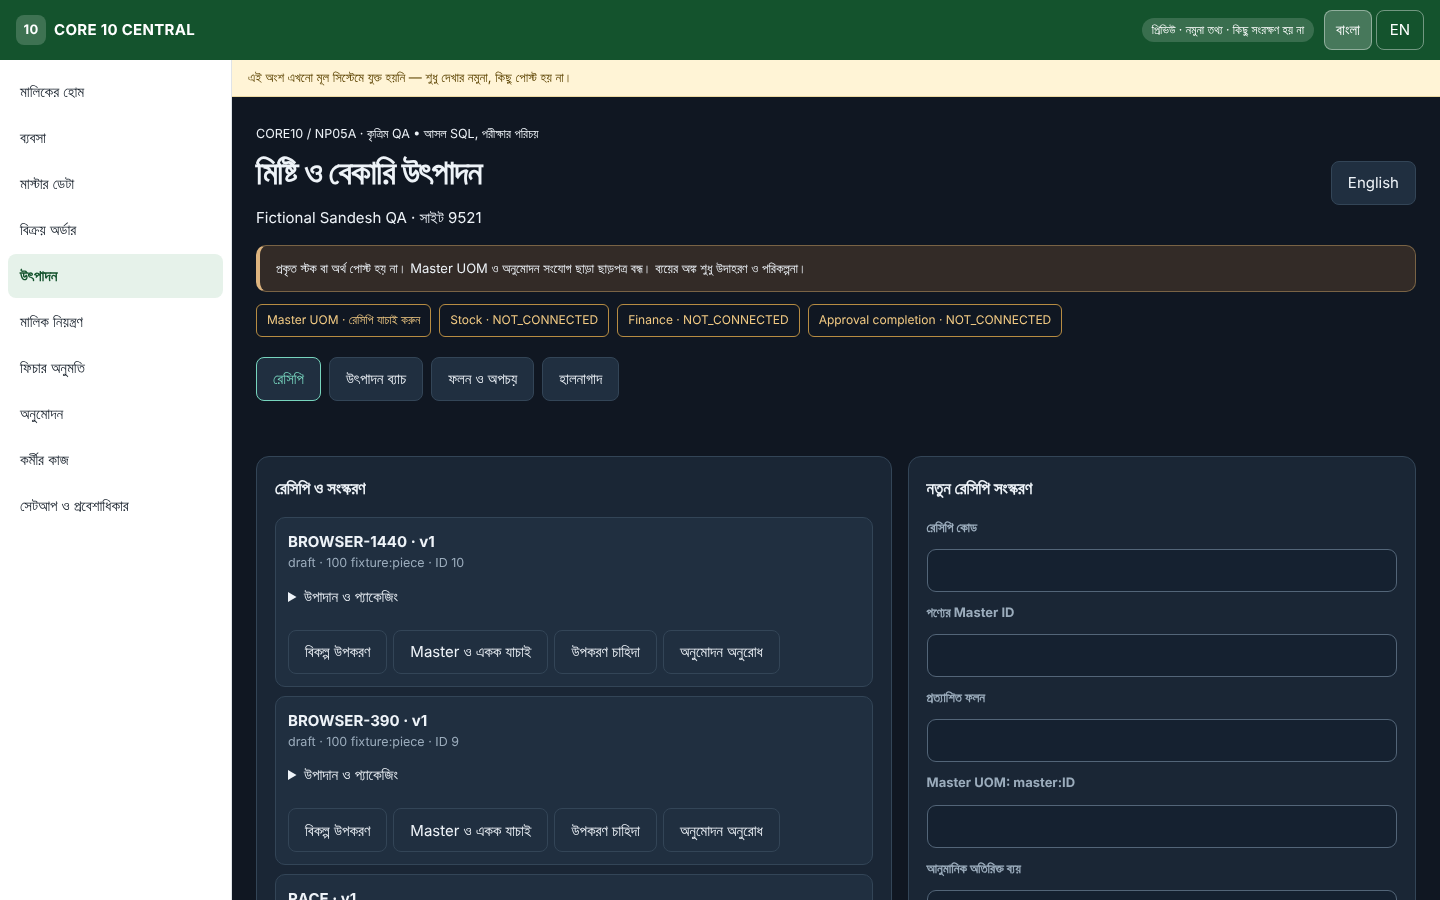 10 CORE 10 CENTRAL
প্রিভিউ · নমুনা তথ্য · কিছু সংরক্ষণ হয় না
বাংলা
EN
মালিকের হোম
ব্যবসা
মাস্টার ডেটা
বিক্রয় অর্ডার
উৎপাদন
মালিক নিয়ন্ত্রণ
ফিচার অনুমতি
অনুমোদন
কর্মীর কাজ
সেটআপ ও প্রবেশাধিকার
এই অংশ এখনো মূল সিস্টেমে যুক্ত হয়নি — শুধু দেখার নমুনা, কিছু পোস্ট হয় না।
CORE10 / NP05A · কৃত্রিম QA • আসল SQL, পরীক্ষার পরিচয়
মিষ্টি ও বেকারি উৎপাদন
English
Fictional Sandesh QA · সাইট 9521
প্রকৃত স্টক বা অর্থ পোস্ট হয় না। Master UOM ও অনুমোদন সংযোগ ছাড়া ছাড়পত্র বন্ধ। ব্যয়ের অঙ্ক শুধু উদাহরণ ও পরিকল্পনা।
Master UOM · রেসিপি যাচাই করুন
Stock · NOT_CONNECTED
Finance · NOT_CONNECTED
Approval completion · NOT_CONNECTED
রেসিপি
উৎপাদন ব্যাচ
ফলন ও অপচয়
হালনাগাদ
রেসিপি ও সংস্করণ
BROWSER-1440 · v1
draft · 100 fixture:piece · ID 10
উপাদান ও প্যাকেজিং
বিকল্প উপকরণ
Master ও একক যাচাই
উপকরণ চাহিদা
অনুমোদন অনুরোধ
BROWSER-390 · v1
draft · 100 fixture:piece · ID 9
উপাদান ও প্যাকেজিং
বিকল্প উপকরণ
Master ও একক যাচাই
উপকরণ চাহিদা
অনুমোদন অনুরোধ
RACE · v1
নতুন রেসিপি সংস্করণ
রেসিপি কোড
পণ্যের Master ID
প্রত্যাশিত ফলন
Master UOM: master:ID
আনুমানিক অতিরিক্ত ব্যয়